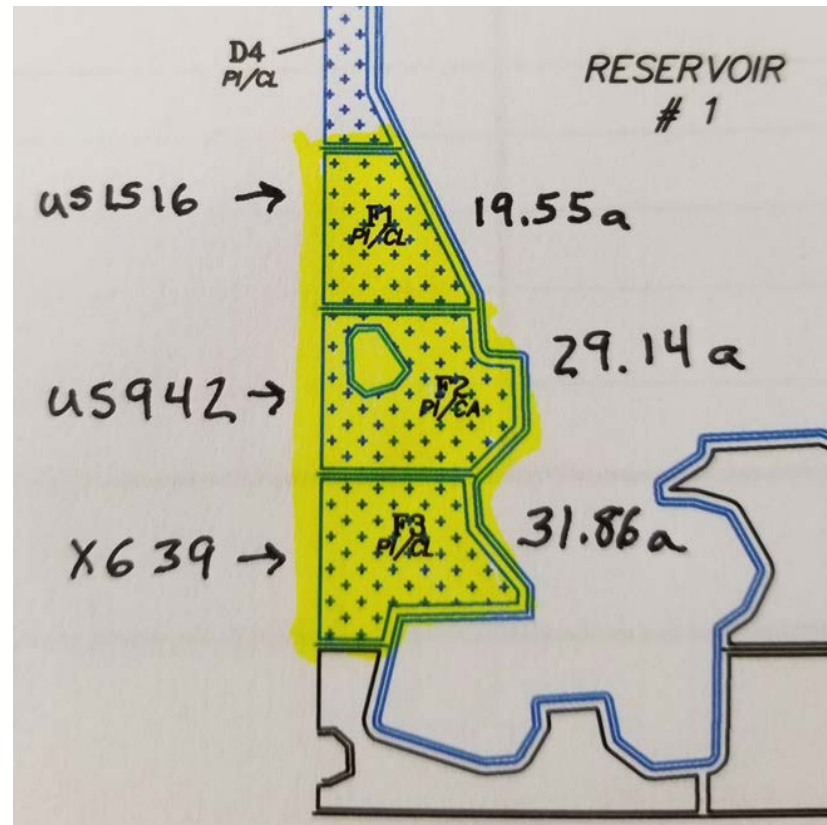 D4
PI/CL
RESERVOIR
# 1
US1516 →
F1
PI/CL
19.55a
US942 →
F2
PI/CA
29.14a
X639 →
F3
PI/CL
31.86a